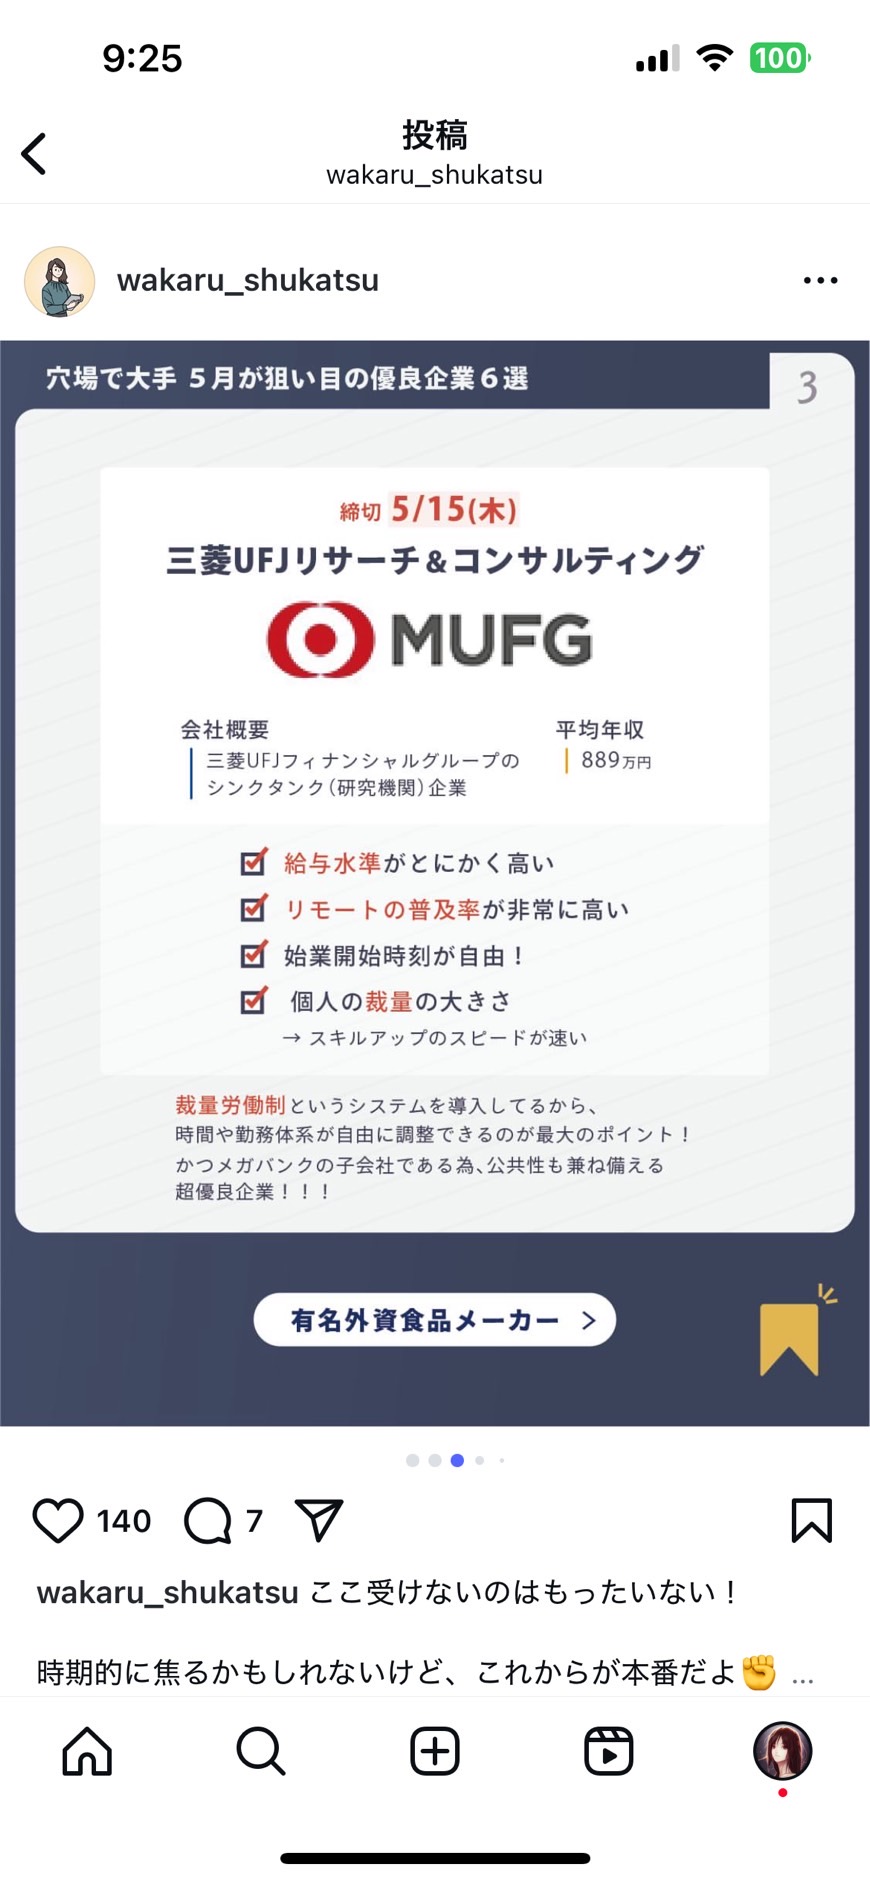 9:25
100
投稿
wakaru_shukatsu
wakaru_shukatsu
穴場で大手 5月が狙い目の優良企業6選
3
締切 5/15(木)
三菱UFJリサーチ&コンサルティング
MUFG
会社概要
三菱UFJフィナンシャルグループの
シンクタンク(研究機関)企業
平均年収
889万円
給与水準がとにかく高い
リモートの普及率が非常に高い
始業開始時刻が自由!
個人の裁量の大きさ
→ スキルアップのスピードが速い
裁量労働制というシステムを導入してるから、
時間や勤務体系が自由に調整できるのが最大のポイント!
かつメガバンクの子会社である為、公共性も兼ね備える
超優良企業!!!
有名外資食品メーカー >
140
7
wakaru_shukatsu ここ受けないのはもったいない!
時期的に焦るかもしれないけど、これからが本番だよ✊ ...